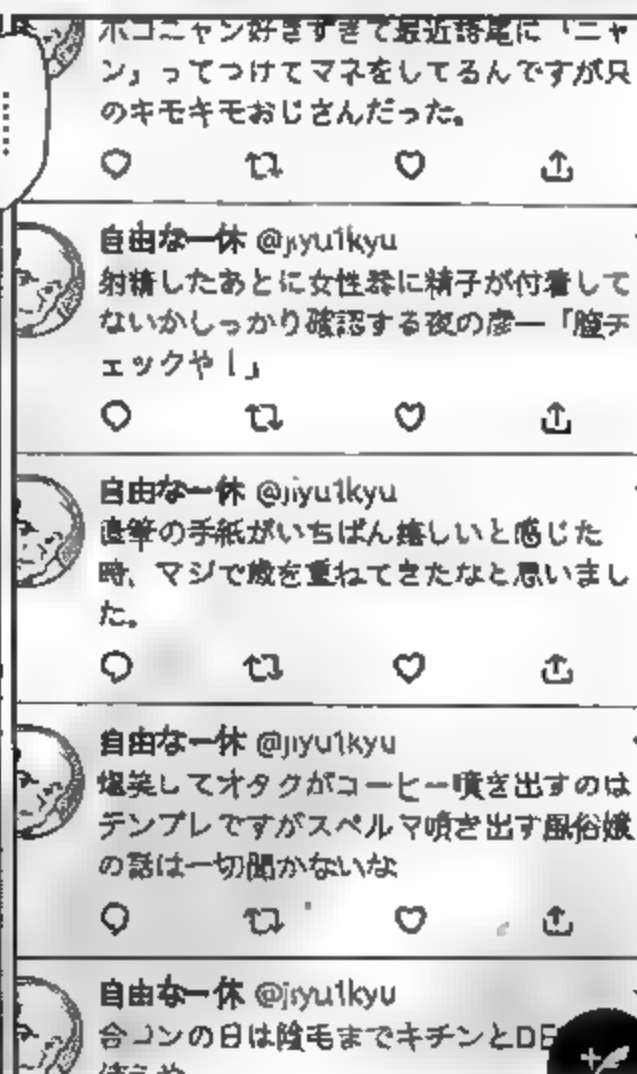 ポコニャン好きすぎて最近語尾に「ニャ
ン」ってつけてマネをしてるんですが只
のキモキモおじさんだった。
自由な一休 @jiyu1kyu
射精したあとに女性器に精子が付着して
ないかしっかり確認する夜の彦一「膣チ
ェックや！」
自由な一休 @jiyu1kyu
直筆の手紙がいちばん嬉しいと感じた
時、マジで歳を重ねてきたなと思いまし
た。
自由な一休 @jiyu1kyu
爆笑してオタクがコーヒー噴き出すのは
テンプレですがスペルマ噴き出す風俗嬢
の話は一切聞かないな
自由な一休 @jiyu1kyu
合コンの日は陰毛までキチンとDE